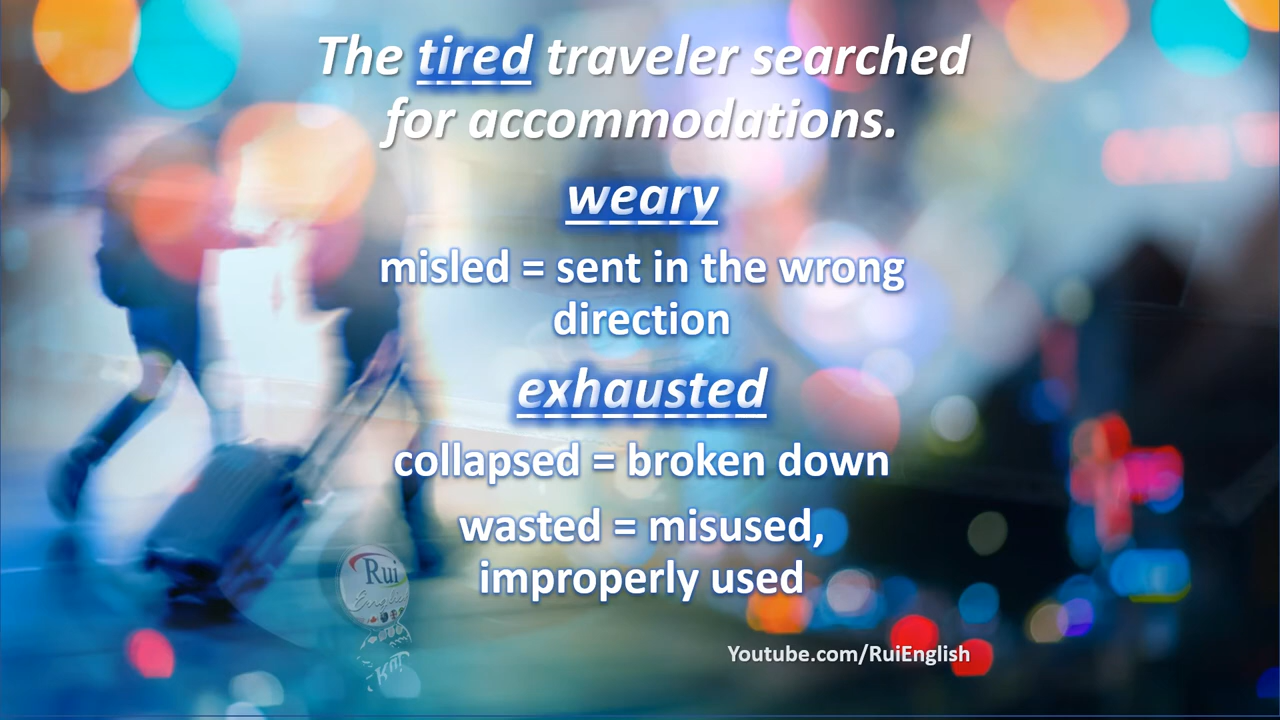 The tired traveler searched
for accommodations.
weary
misled = sent in the wrong
direction
exhausted
collapsed = broken down
wasted = misused,
improperly used
Rui
English
Youtube.com/RuiEnglish